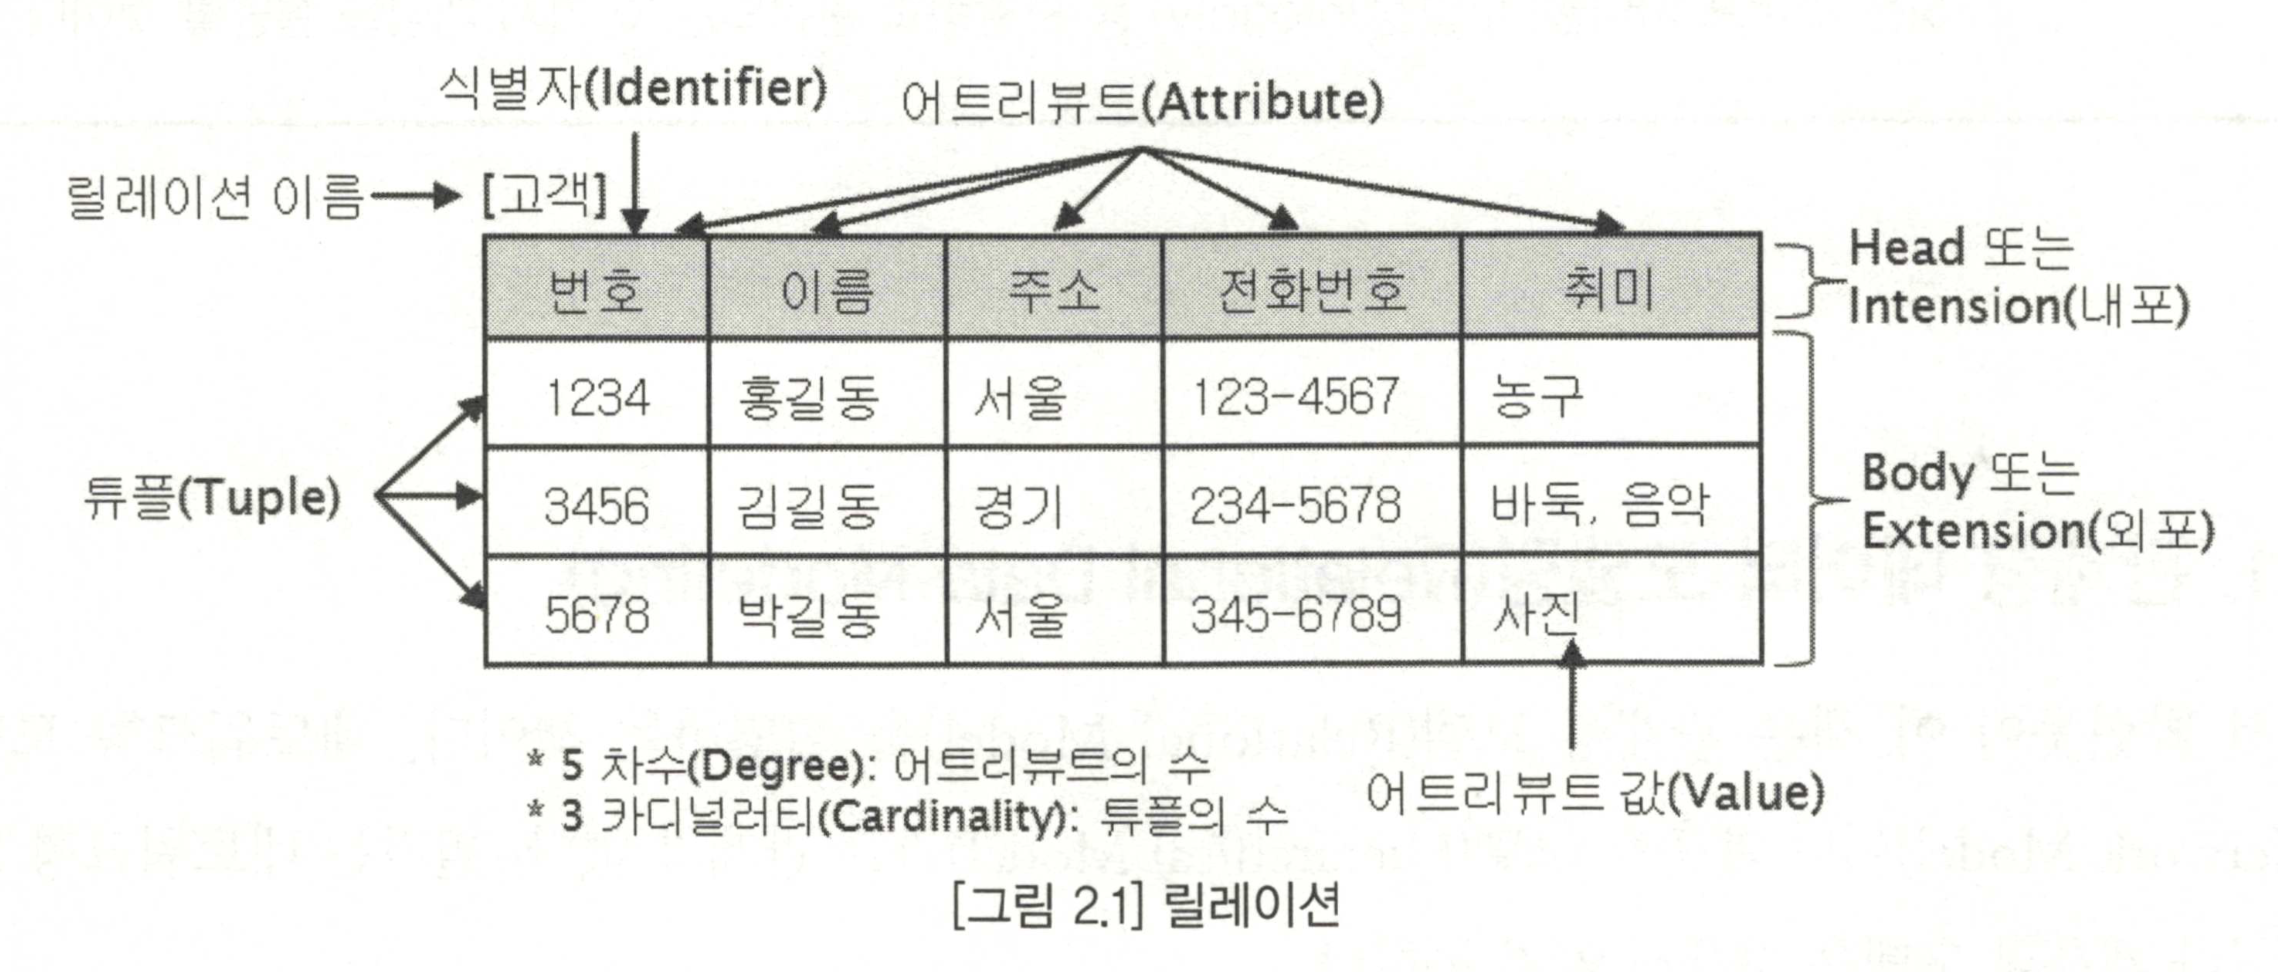 식별자(Identifier)
어트리뷰트(Attribute)
릴레이션 이름
[고객]
번호 이름 주소 전화번호 취미
Head 또는
Intension(내포)
1234 홍길동 서울 123-4567 농구
3456 김길동 경기 234-5678 바둑, 음악
5678 박길동 서울 345-6789 사진
튜플(Tuple)
Body 또는
Extension(외포)
* 5 차수(Degree): 어트리뷰트의 수
* 3 카디널러티(Cardinality): 튜플의 수
어트리뷰트 값(Value)
[그림 2.1] 릴레이션